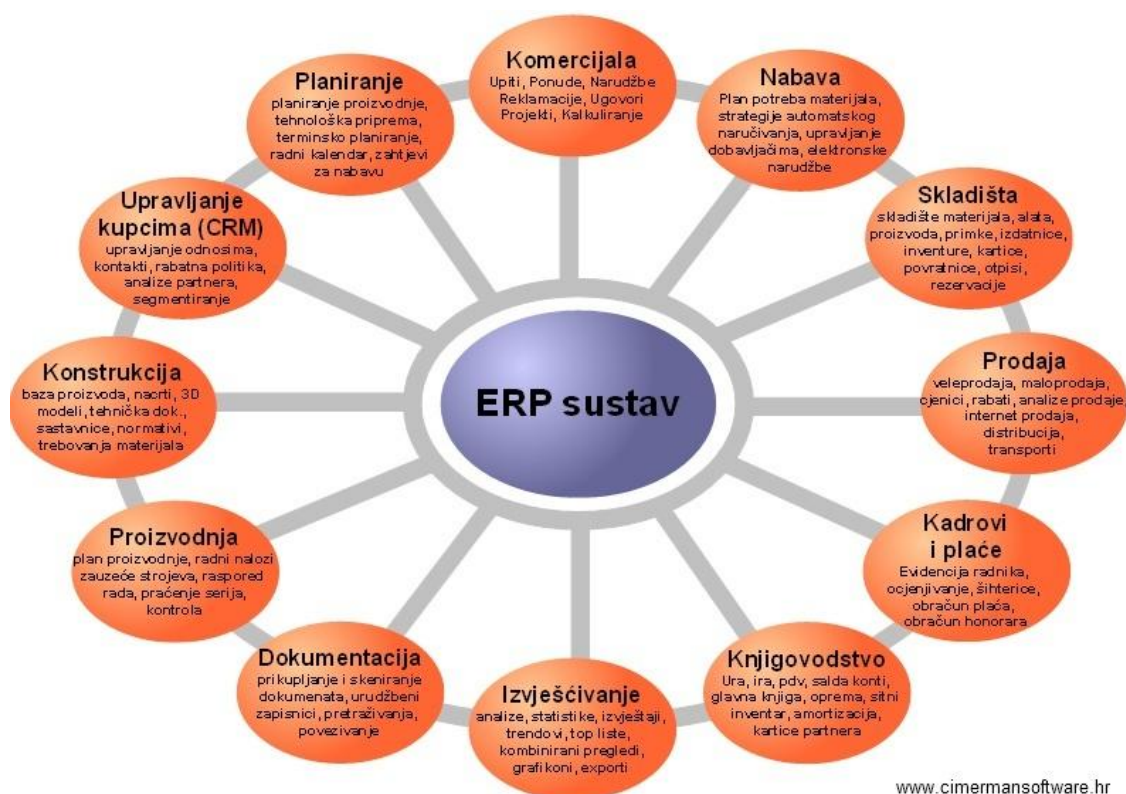 Komercijala
Upiti, Ponude, Narudžbe
Reklamacije, Ugovori
Projekti, Kalkuliranje
Nabava
Plan potreba materijala,
strategije automatskog
naručivanja, upravljanje
dobavljačima, elektronske
narudžbe
Skladišta
skladište materijala, alata,
proizvoda, primke, izdatnice,
inventure, kartice,
povratnice, otpisi,
rezervacije
Prodaja
veleprodaja, maloprodaja,
cjenici, rabati, analize prodaje,
internet prodaja,
distribucija,
transporti
Kadrovi
i plaće
Evidencija radnika,
ocjenjivanje, šihterice,
obračun plaća,
obračun honorara
Knjigovodstvo
Ura, ira, pdv, salda konti,
glavna knjiga, oprema, sitni
inventar, amortizacija,
kartice partnera
Izvješćivanje
analize, statistike, izvještaji,
trendovi, top liste,
kombinirani pregledi,
grafikoni, exporti
Dokumentacija
prikupljanje i skeniranje
dokumenata, urudžbeni
zapisnici, pretraživanja,
povezivanje
Proizvodnja
plan proizvodnje, radni nalozi
zauzeće strojeva, raspored
rada, praćenje serija,
kontrola
Konstrukcija
baza proizvoda, nacrti, 3D
modeli, tehnička dok.,
sastavnice, normativi,
trebovanja materijala
Upravljanje
kupcima (CRM)
upravljanje odnosima,
kontakti, rabatna politika,
analize partnera,
segmentiranje
Planiranje
planiranje proizvodnje,
tehnološka priprema,
terminsko planiranje,
radni kalendar, zahtjevi
za nabavu
ERP sustav
www.cimermansoftware.hr